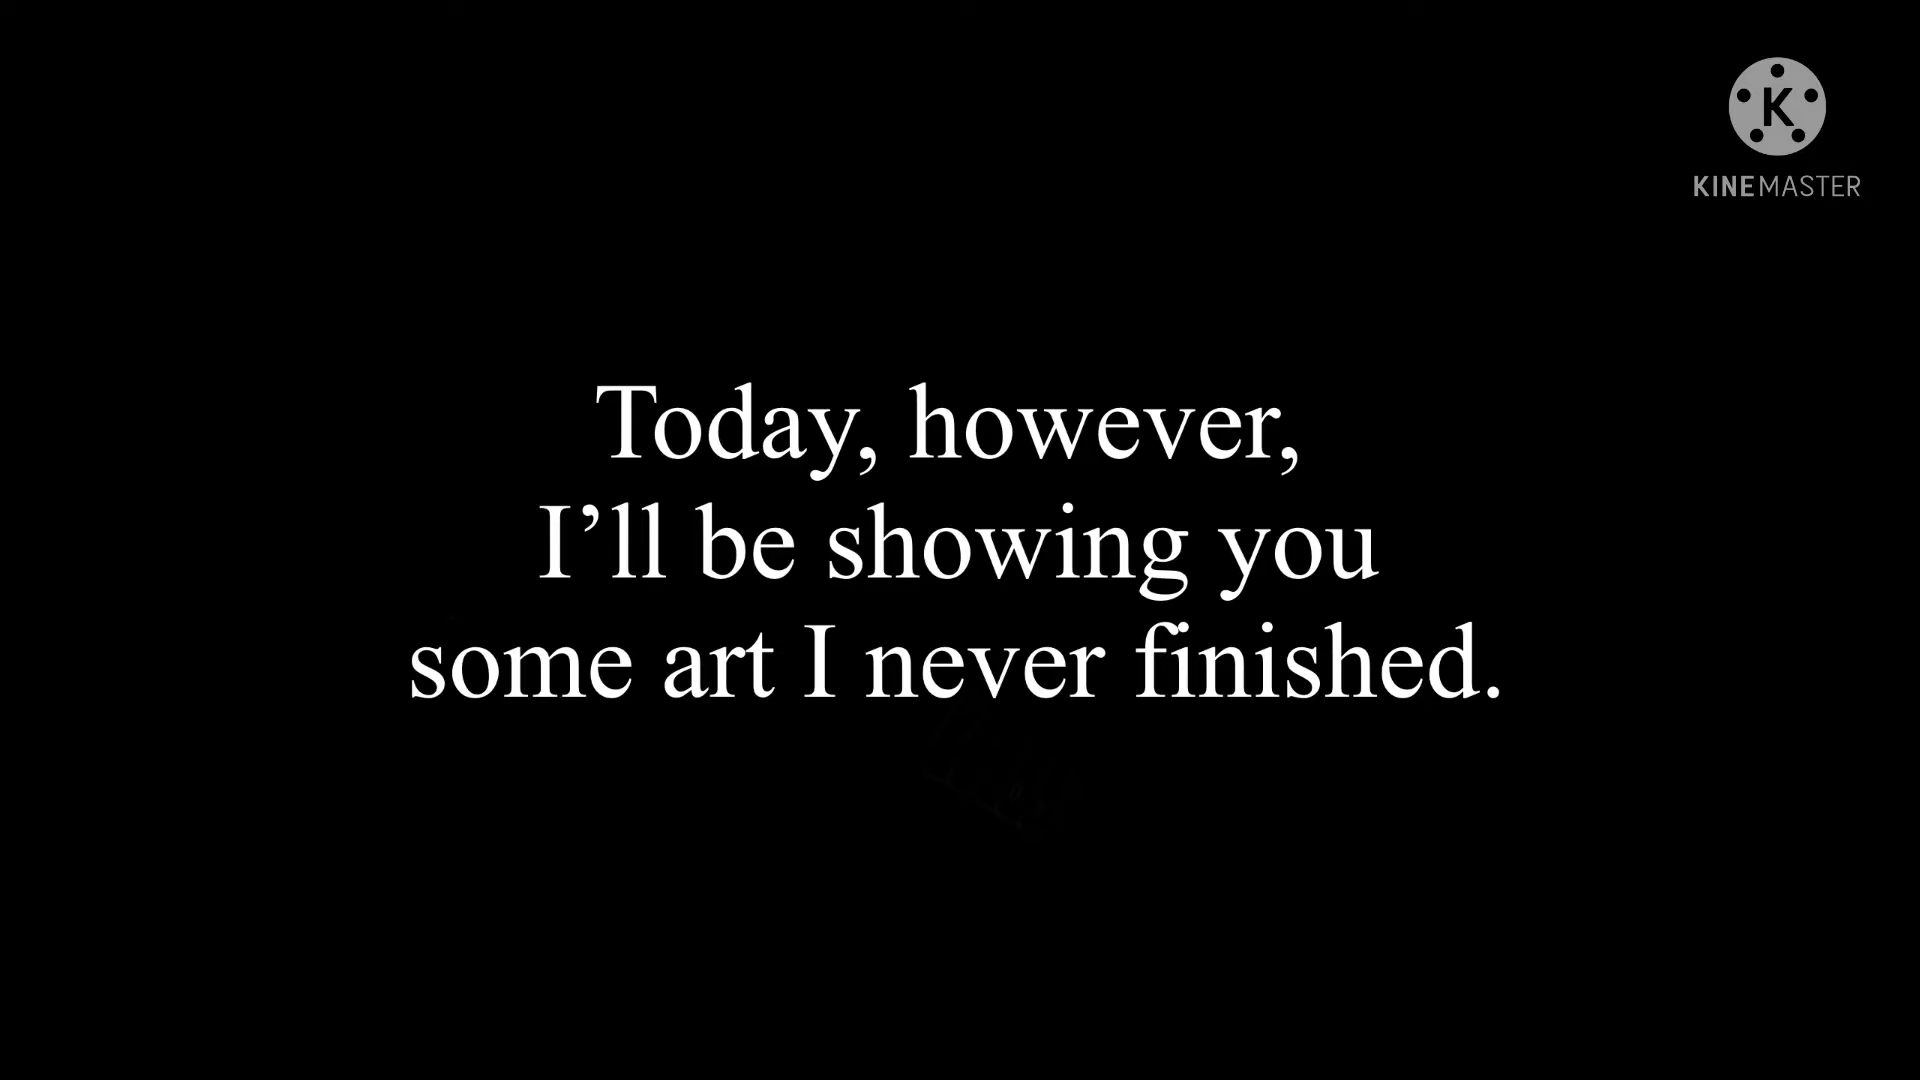 K
KINEMASTER
Today, however,
I’ll be showing you
some art I never finished.